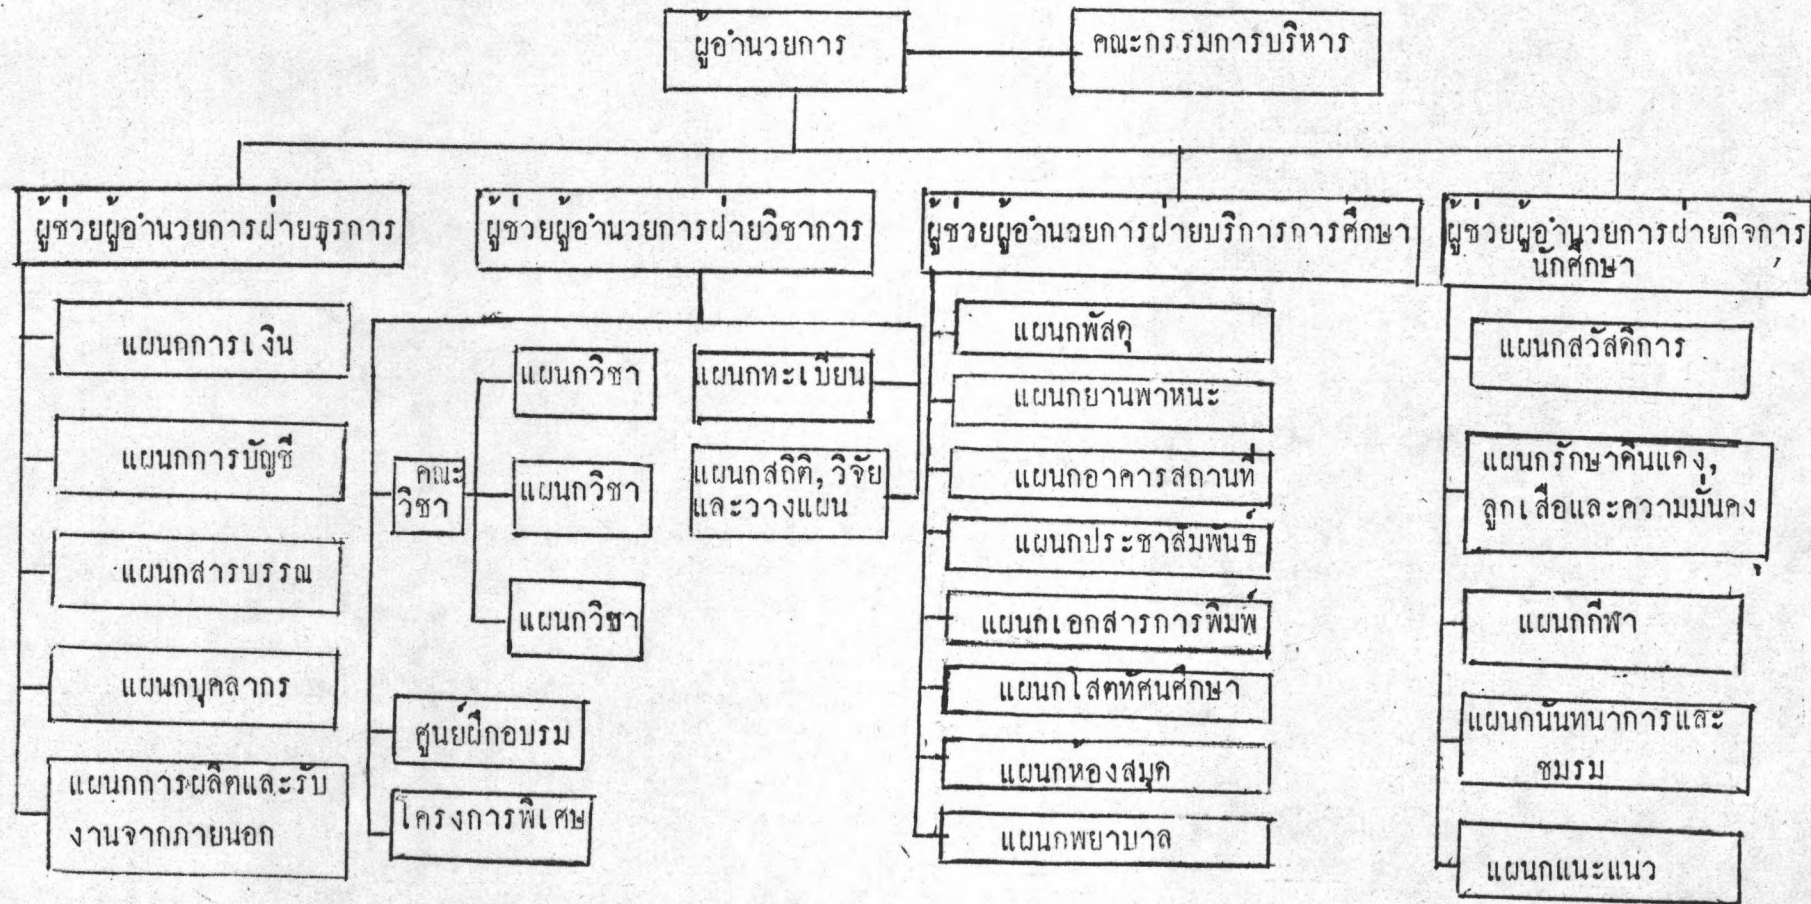 ผู้อำนวยการ
คณะกรรมการบริหาร
ผู้ช่วยผู้อำนวยการฝ่ายธุรการ
ผู้ช่วยผู้อำนวยการฝ่ายวิชาการ
ผู้ช่วยผู้อำนวยการฝ่ายบริการการศึกษา
ผู้ช่วยผู้อำนวยการฝ่ายกิจการ
นักศึกษา
แผนกการเงิน
แผนกการบัญชี
แผนกสารบรรณ
แผนกบุคลากร
แผนกการผลิตและรับ
งานจากภายนอก
คณะ
วิชา
แผนกวิชา
แผนกวิชา
แผนกวิชา
ศูนย์ฝึกอบรม
โครงการพิเศษ
แผนกทะเบียน
แผนกสถิติ, วิจัย
และวางแผน
แผนกพัสดุ
แผนกยานพาหนะ
แผนกอาคารสถานที่
แผนกประชาสัมพันธ์
แผนกเอกสารการพิมพ์
แผนกโสตทัศนศึกษา
แผนกห้องสมุด
แผนกพยาบาล
แผนกสวัสดิการ
แผนกรักษาดินแดง,
ลูกเสือและความมั่นคง
แผนกกีฬา
แผนกนันทนาการและ
ชมรม
แผนกแนะแนว